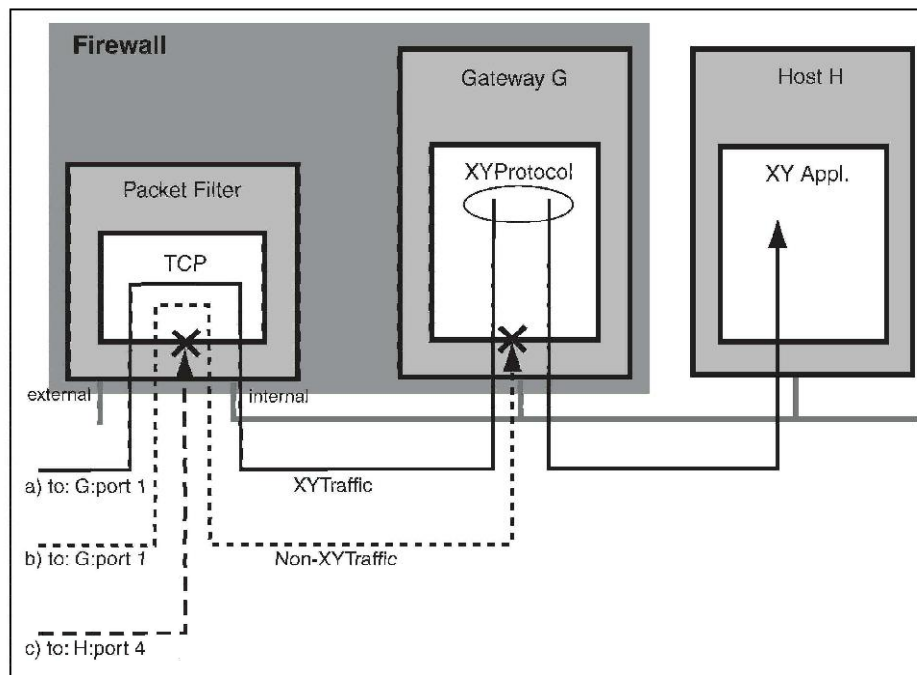 Firewall
Gateway G
Host H
XYProtocol
XY Appl.
Packet Filter
TCP
external
internal
a) to: G:port 1
XYTraffic
b) to: G:port 1
Non-XYTraffic
c) to: H:port 4